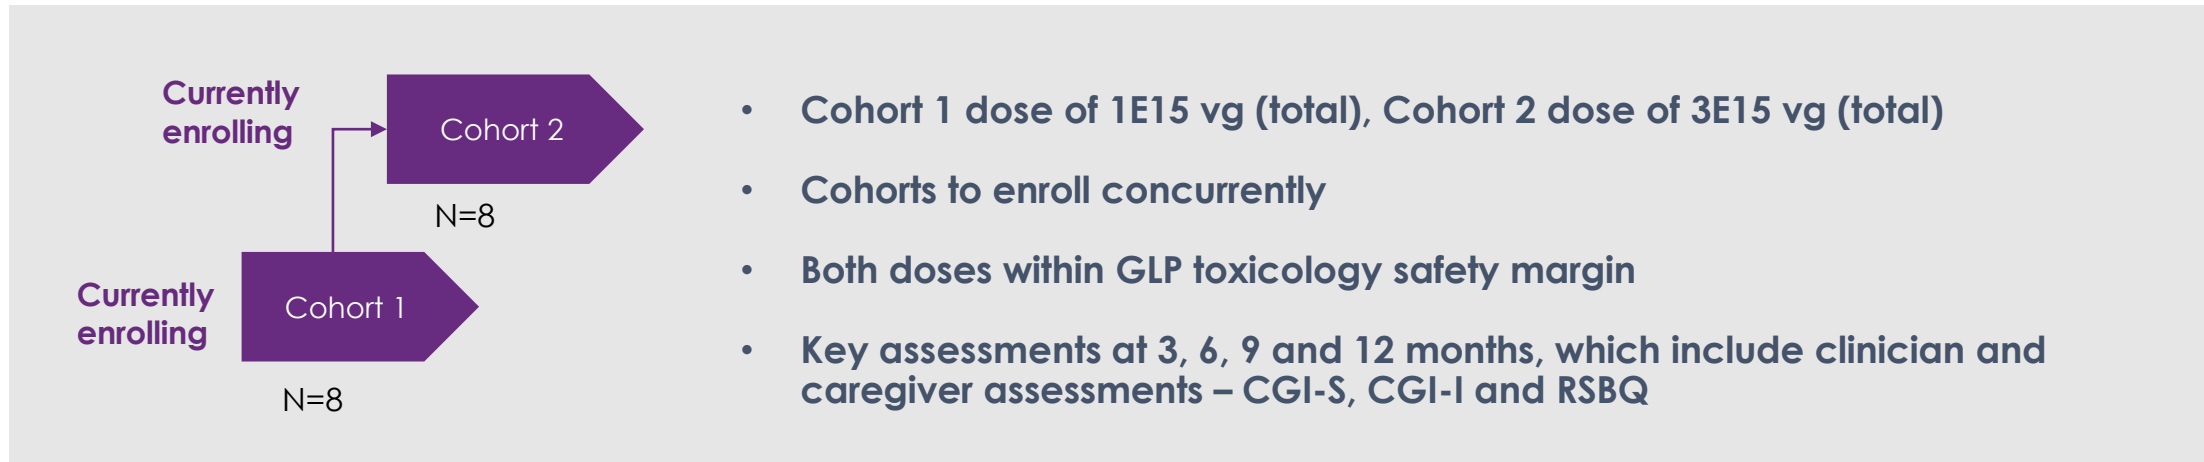 Currently
enrolling
Cohort 2
N=8
Currently
enrolling
Cohort 1
N=8
• Cohort 1 dose of 1E15 vg (total), Cohort 2 dose of 3E15 vg (total)
• Cohorts to enroll concurrently
• Both doses within GLP toxicology safety margin
• Key assessments at 3, 6, 9 and 12 months, which include clinician and
caregiver assessments – CGI-S, CGI-I and RSBQ